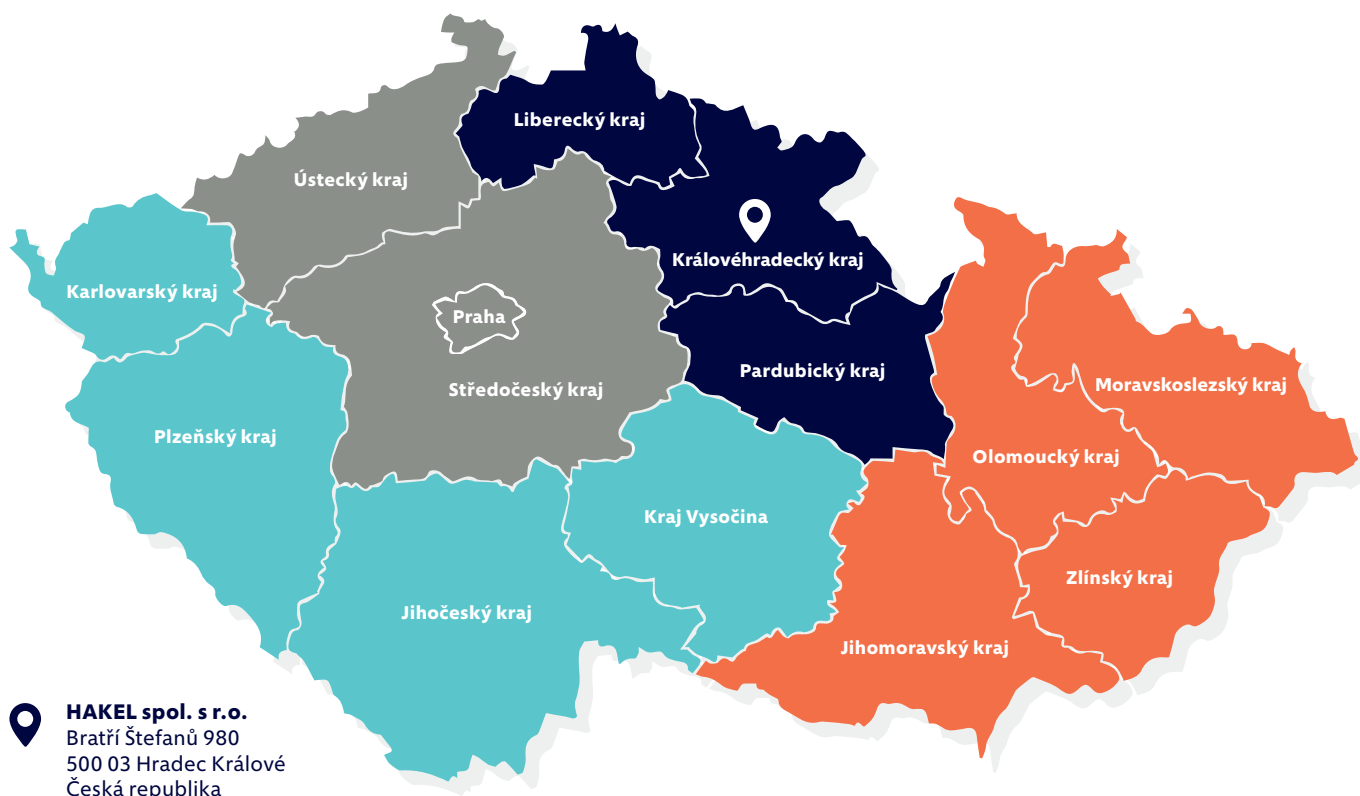 Liberecký kraj
Ústecký kraj
Královéhradecký kraj
Karlovarský kraj
Praha
Pardubický kraj
Středočeský kraj
Moravskoslezský kraj
Plzeňský kraj
Olomoucký kraj
Kraj Vysočina
Zlínský kraj
Jihočeský kraj
Jihomoravský kraj
HAKEL spol. s r.o.
Bratří Štefanů 980
500 03 Hradec Králové
Česká republika